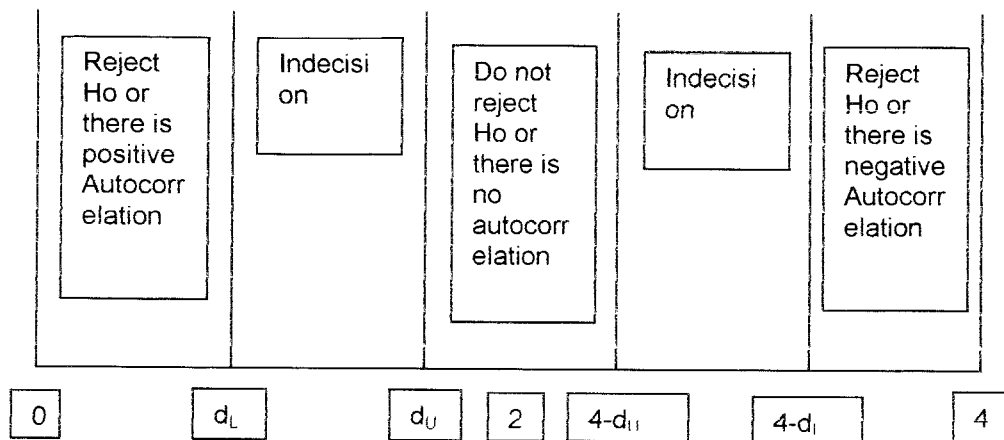 Reject
Ho or
there is
positive
Autocorr
elation
Indecisi
on
Do not
reject
Ho or
there is
no
autocorr
elation
Indecisi
on
Reject
Ho or
there is
negative
Autocorr
elation
0
dL
dU
2
4-dU
4-dL
4